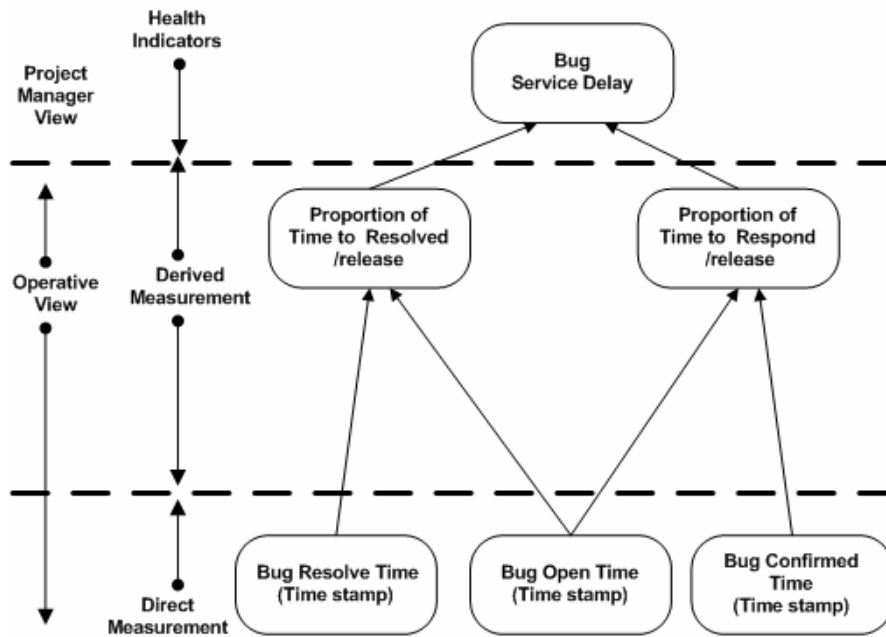 Health
Indicators
Project
Manager
View
Bug
Service Delay
Proportion of
Time to Resolved
/release
Proportion of
Time to Respond
/release
Operative
View
Derived
Measurement
Bug Resolve Time
(Time stamp)
Bug Open Time
(Time stamp)
Bug Confirmed
Time
(Time stamp)
Direct
Measurement